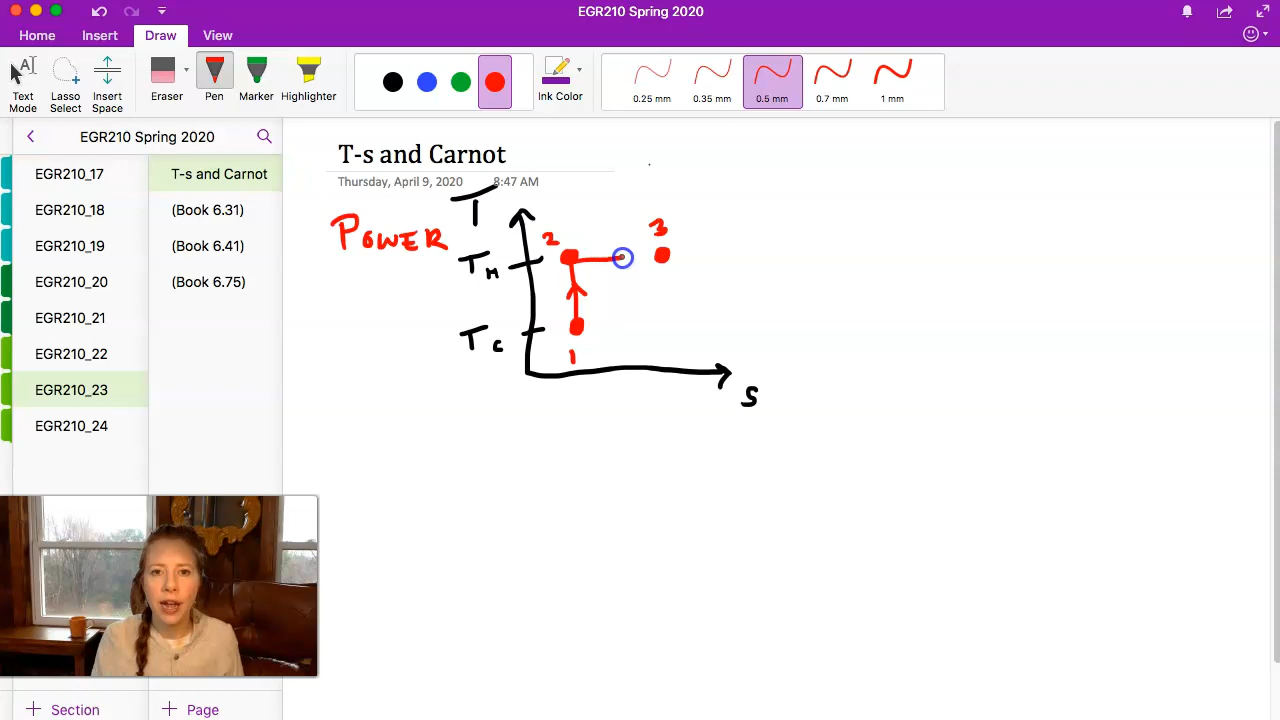 EGR210 Spring 2020
Home Insert Draw View
Text Mode
Lasso Select
Insert Space
Eraser
Pen
Marker
Highlighter
Ink Color
0.25 mm
0.35 mm
0.5 mm
0.7 mm
1 mm
EGR210 Spring 2020
EGR210_17
EGR210_18
EGR210_19
EGR210_20
EGR210_21
EGR210_22
EGR210_23
EGR210_24
T-s and Carnot
(Book 6.31)
(Book 6.41)
(Book 6.75)
+ Section
+ Page
T-s and Carnot
Thursday, April 9, 2020 8:47 AM
T
POWER
2
3
TH
TC
1
s